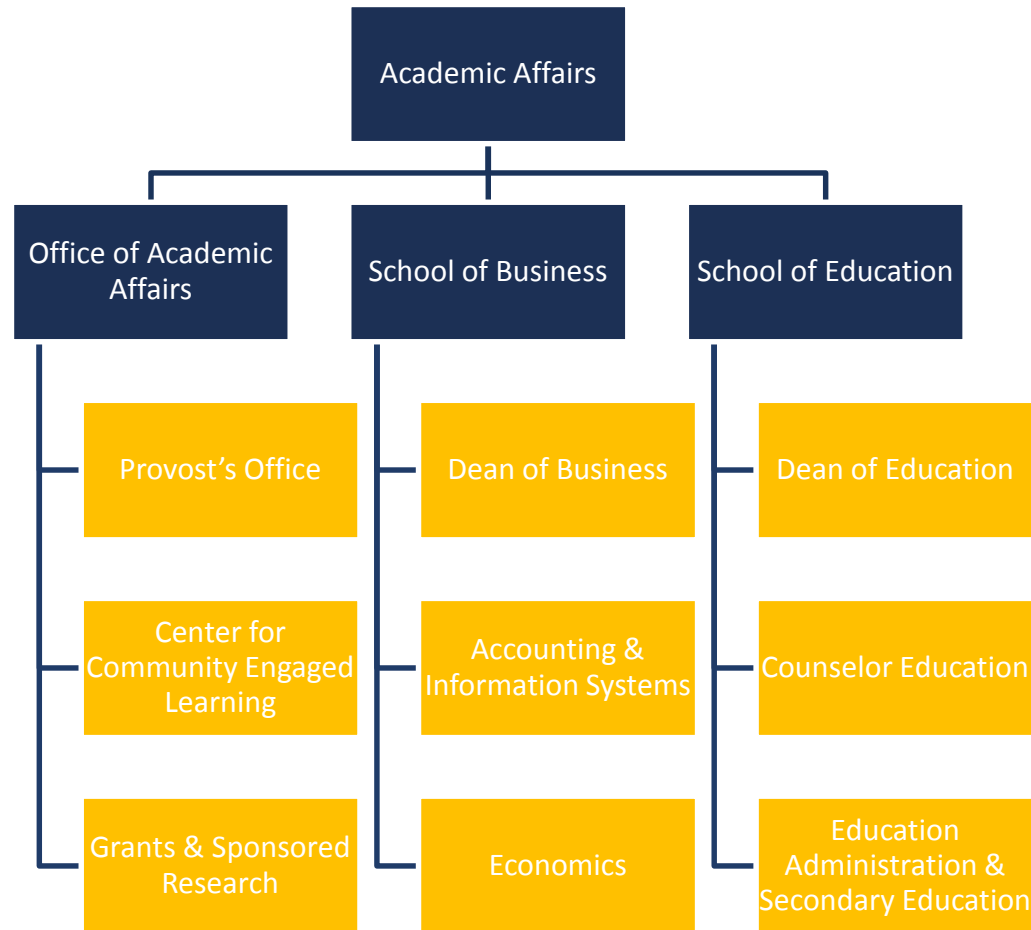 Academic Affairs
Office of Academic
Affairs
School of Business
School of Education
Provost’s Office
Dean of Business
Dean of Education
Center for
Community Engaged
Learning
Accounting &
Information Systems
Counselor Education
Grants & Sponsored
Research
Economics
Education
Administration &
Secondary Education